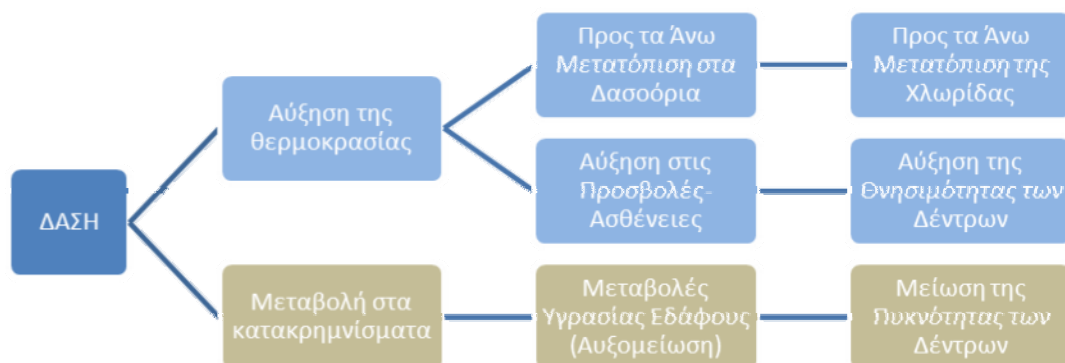 ΔΑΣΗ
Αύξηση της
θερμοκρασίας
Προς τα Άνω
Μετατόπιση στα
Δασοόρια
Προς τα Άνω
Μετατόπιση της
Χλωρίδας
Αύξηση στις
Προσβολές-
Ασθένειες
Αύξηση της
Θνησιμότητας των
Δέντρων
Μεταβολή στα
κατακρημνίσματα
Μεταβολές
Υγρασίας Εδάφους
(Αυξομείωση)
Μείωση της
Πυκνότητας των
Δέντρων